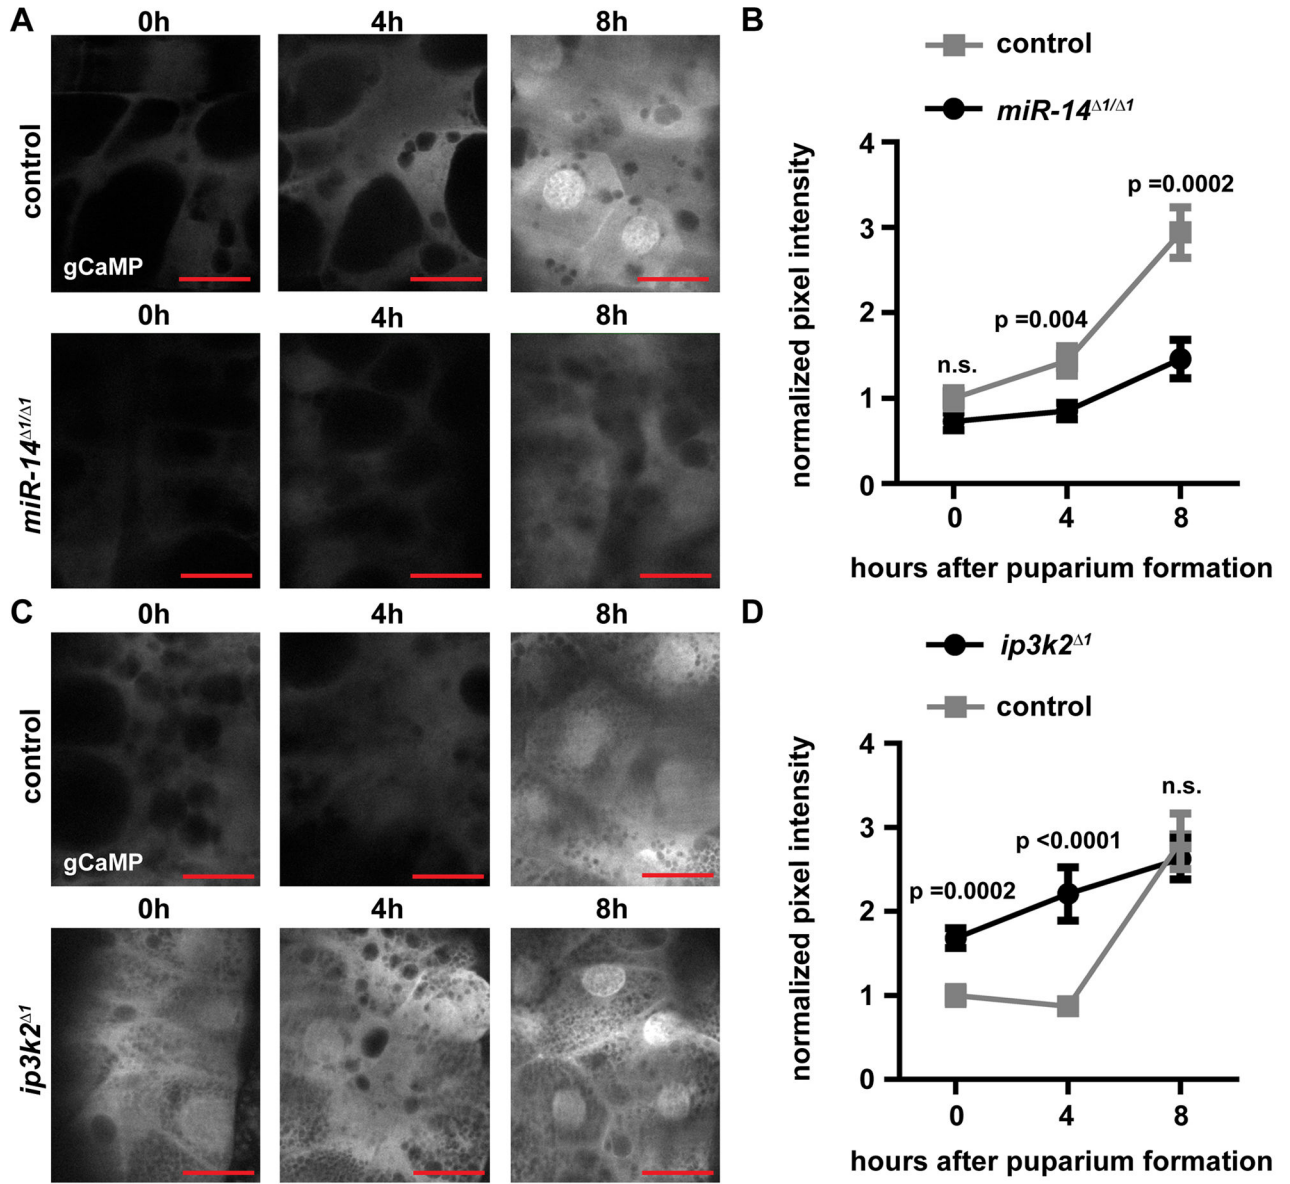 A
0h
4h
8h
control
gCaMP
0h
4h
8h
miR-14Δ1/Δ1
B
control
miR-14Δ1/Δ1
normalized pixel intensity
4
3
2
1
0
n.s.
p =0.004
p =0.0002
0
4
8
hours after puparium formation
C
0h
4h
8h
control
gCaMP
0h
4h
8h
ip3k2Δ1
D
ip3k2Δ1
control
normalized pixel intensity
4
3
2
1
0
p =0.0002
p <0.0001
n.s.
0
4
8
hours after puparium formation